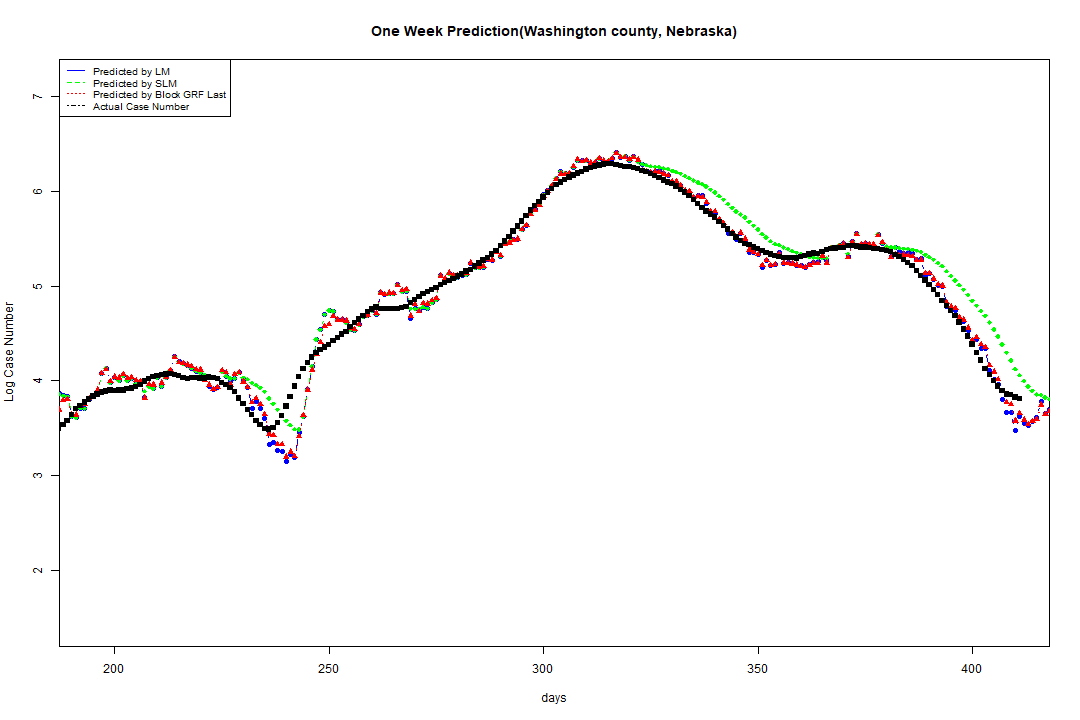 One Week Prediction(Washington county, Nebraska)
Predicted by LM
Predicted by SLM
Predicted by Block GRF Last
Actual Case Number
Log Case Number
7
6
5
4
3
2
200 250 300 350 400
days